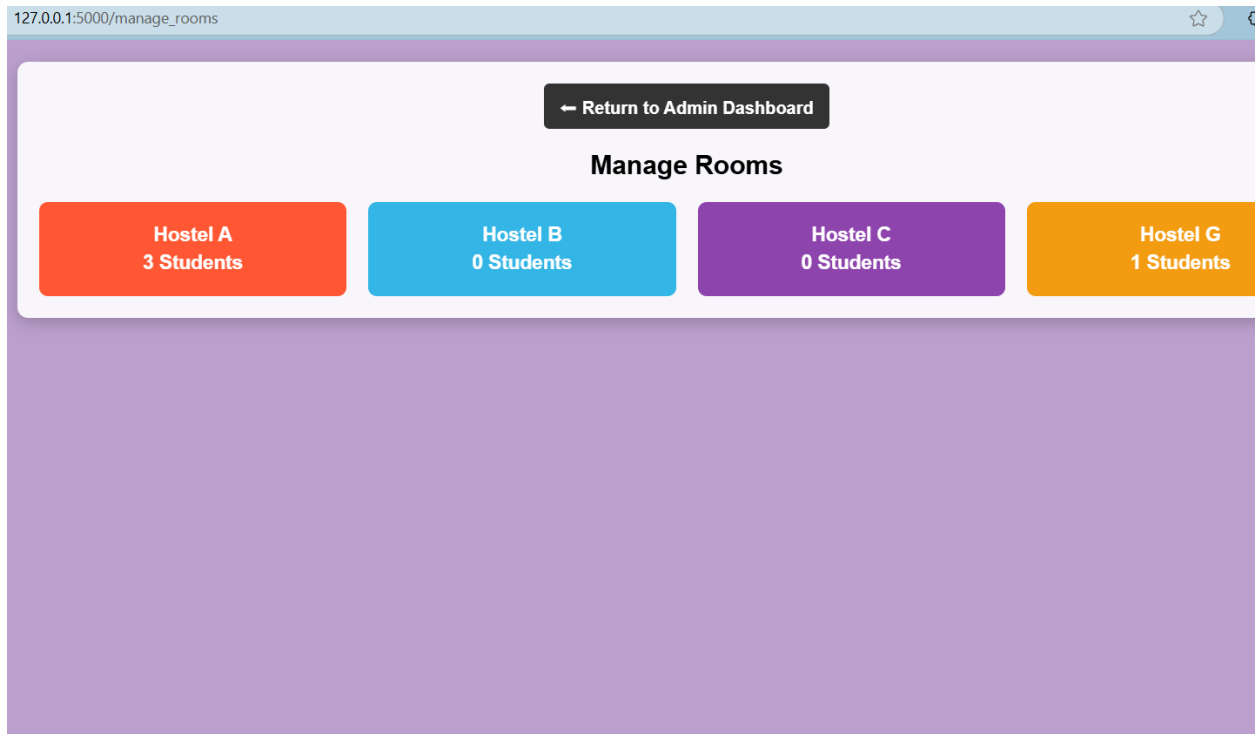 127.0.0.1:5000/manage_rooms
← Return to Admin Dashboard
Manage Rooms
Hostel A
3 Students
Hostel B
0 Students
Hostel C
0 Students
Hostel G
1 Students